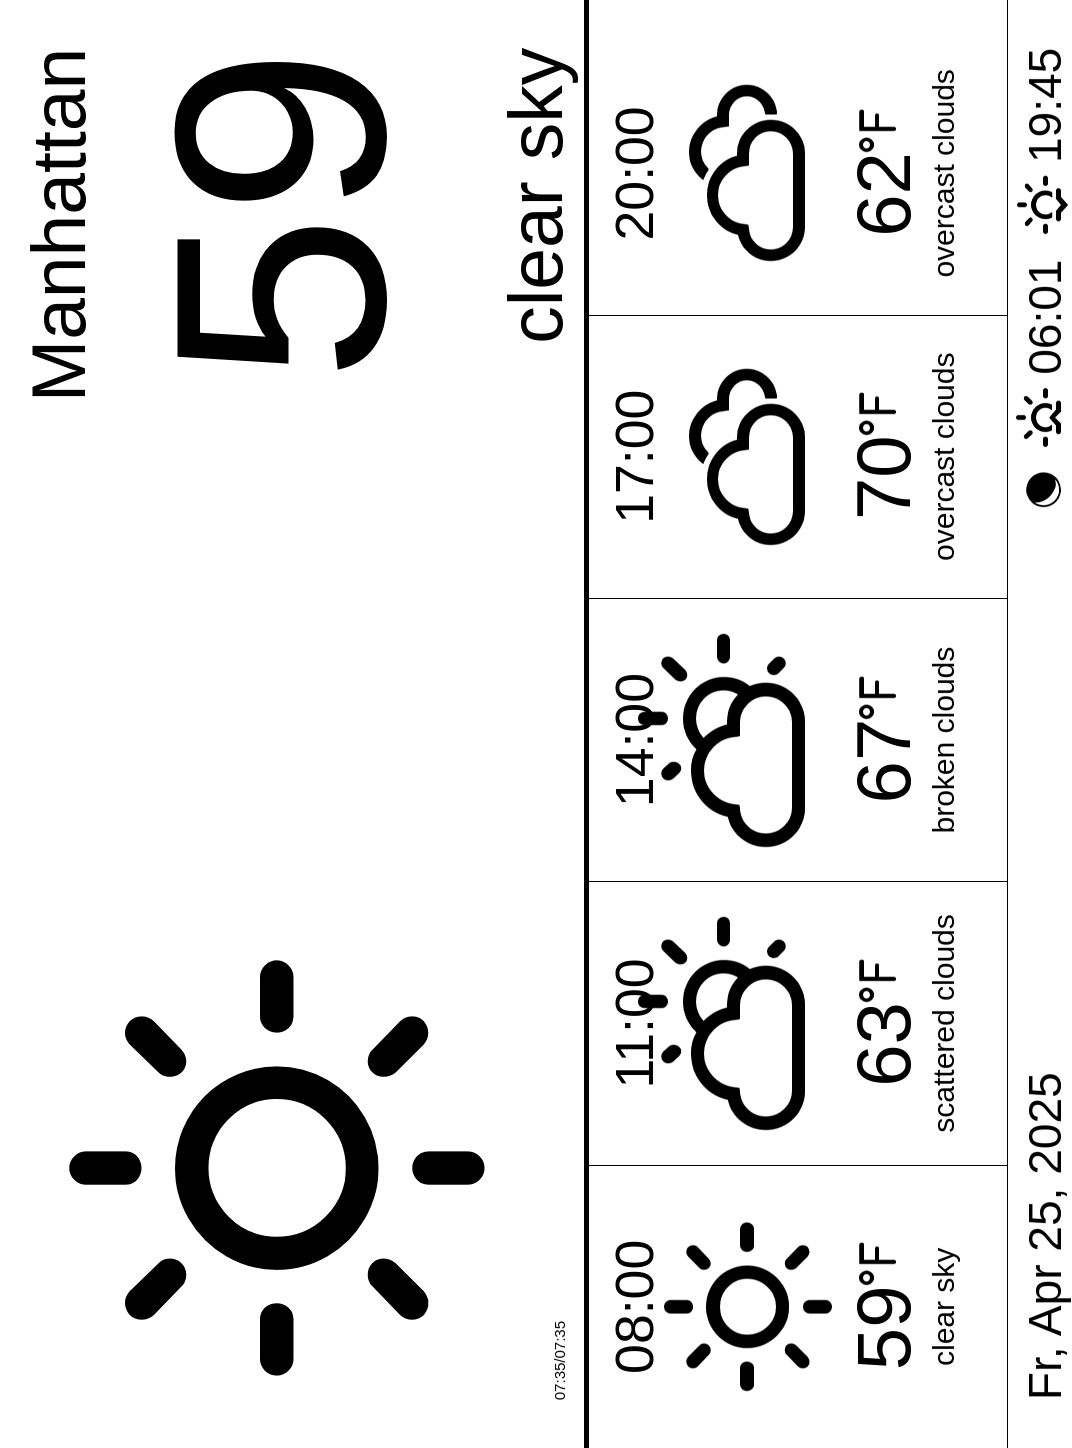 Manhattan
59
clear sky
07:35/07:35
08:00
59°F
clear sky
11:00
63°F
scattered clouds
14:00
67°F
broken clouds
17:00
70°F
overcast clouds
20:00
62°F
overcast clouds
Fr, Apr 25, 2025
06:01
19:45